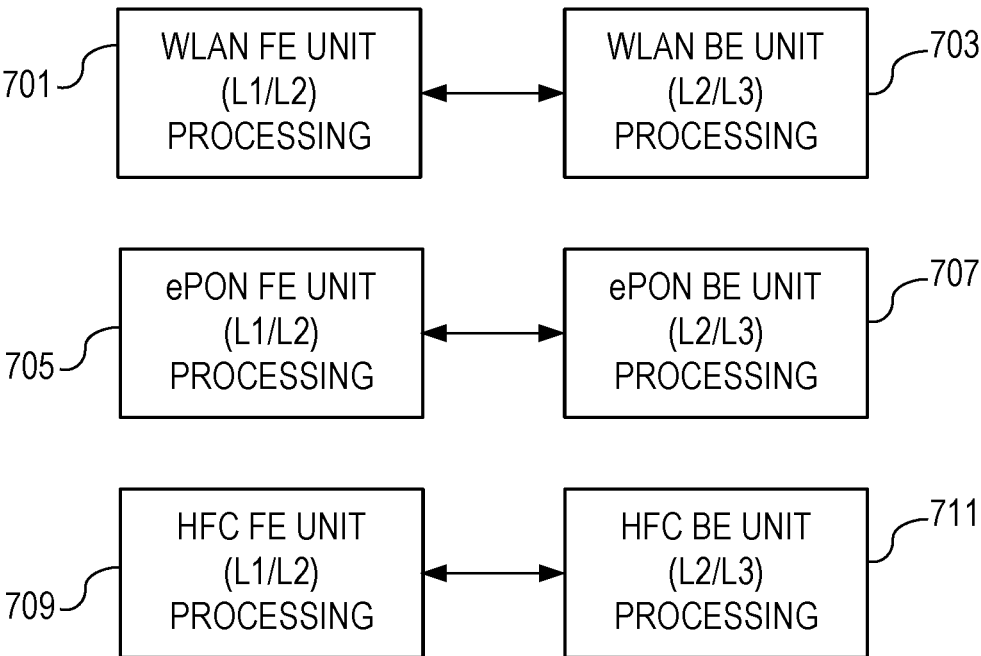 701
WLAN FE UNIT
(L1/L2)
PROCESSING
WLAN BE UNIT
(L2/L3)
PROCESSING
703
705
ePON FE UNIT
(L1/L2)
PROCESSING
ePON BE UNIT
(L2/L3)
PROCESSING
707
709
HFC FE UNIT
(L1/L2)
PROCESSING
HFC BE UNIT
(L2/L3)
PROCESSING
711